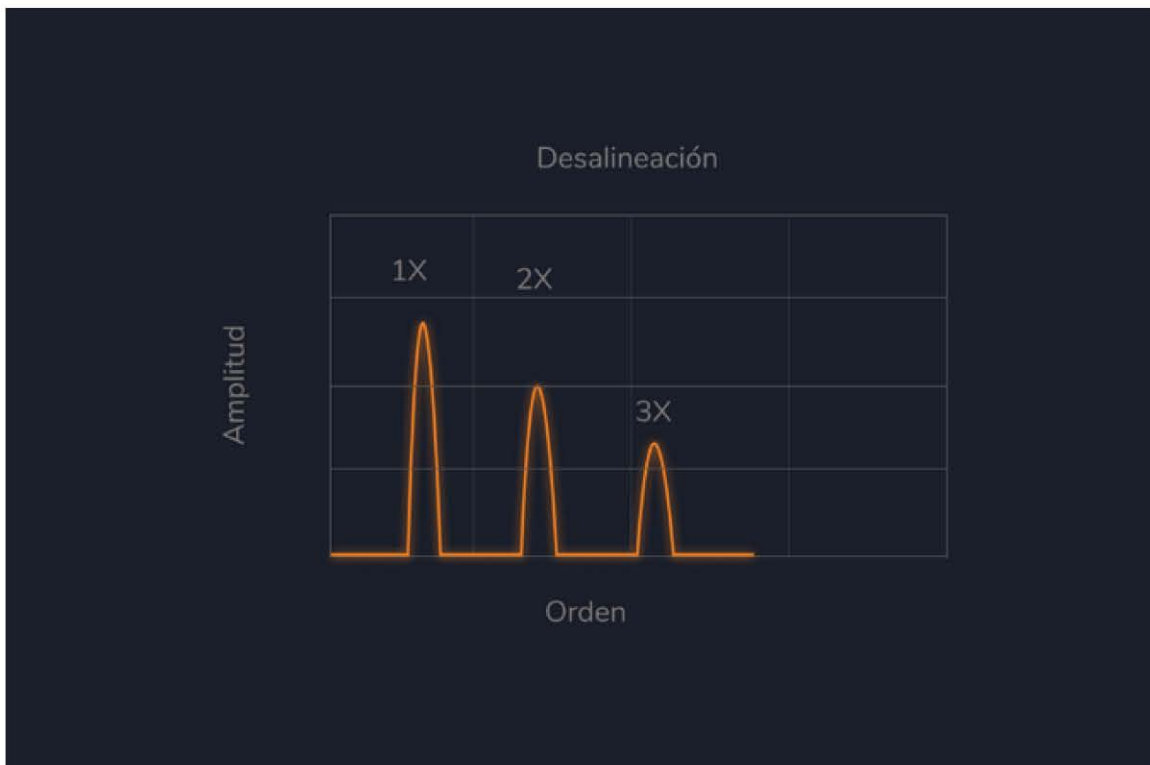 Desalineación
1X
2X
3X
Amplitud
Orden